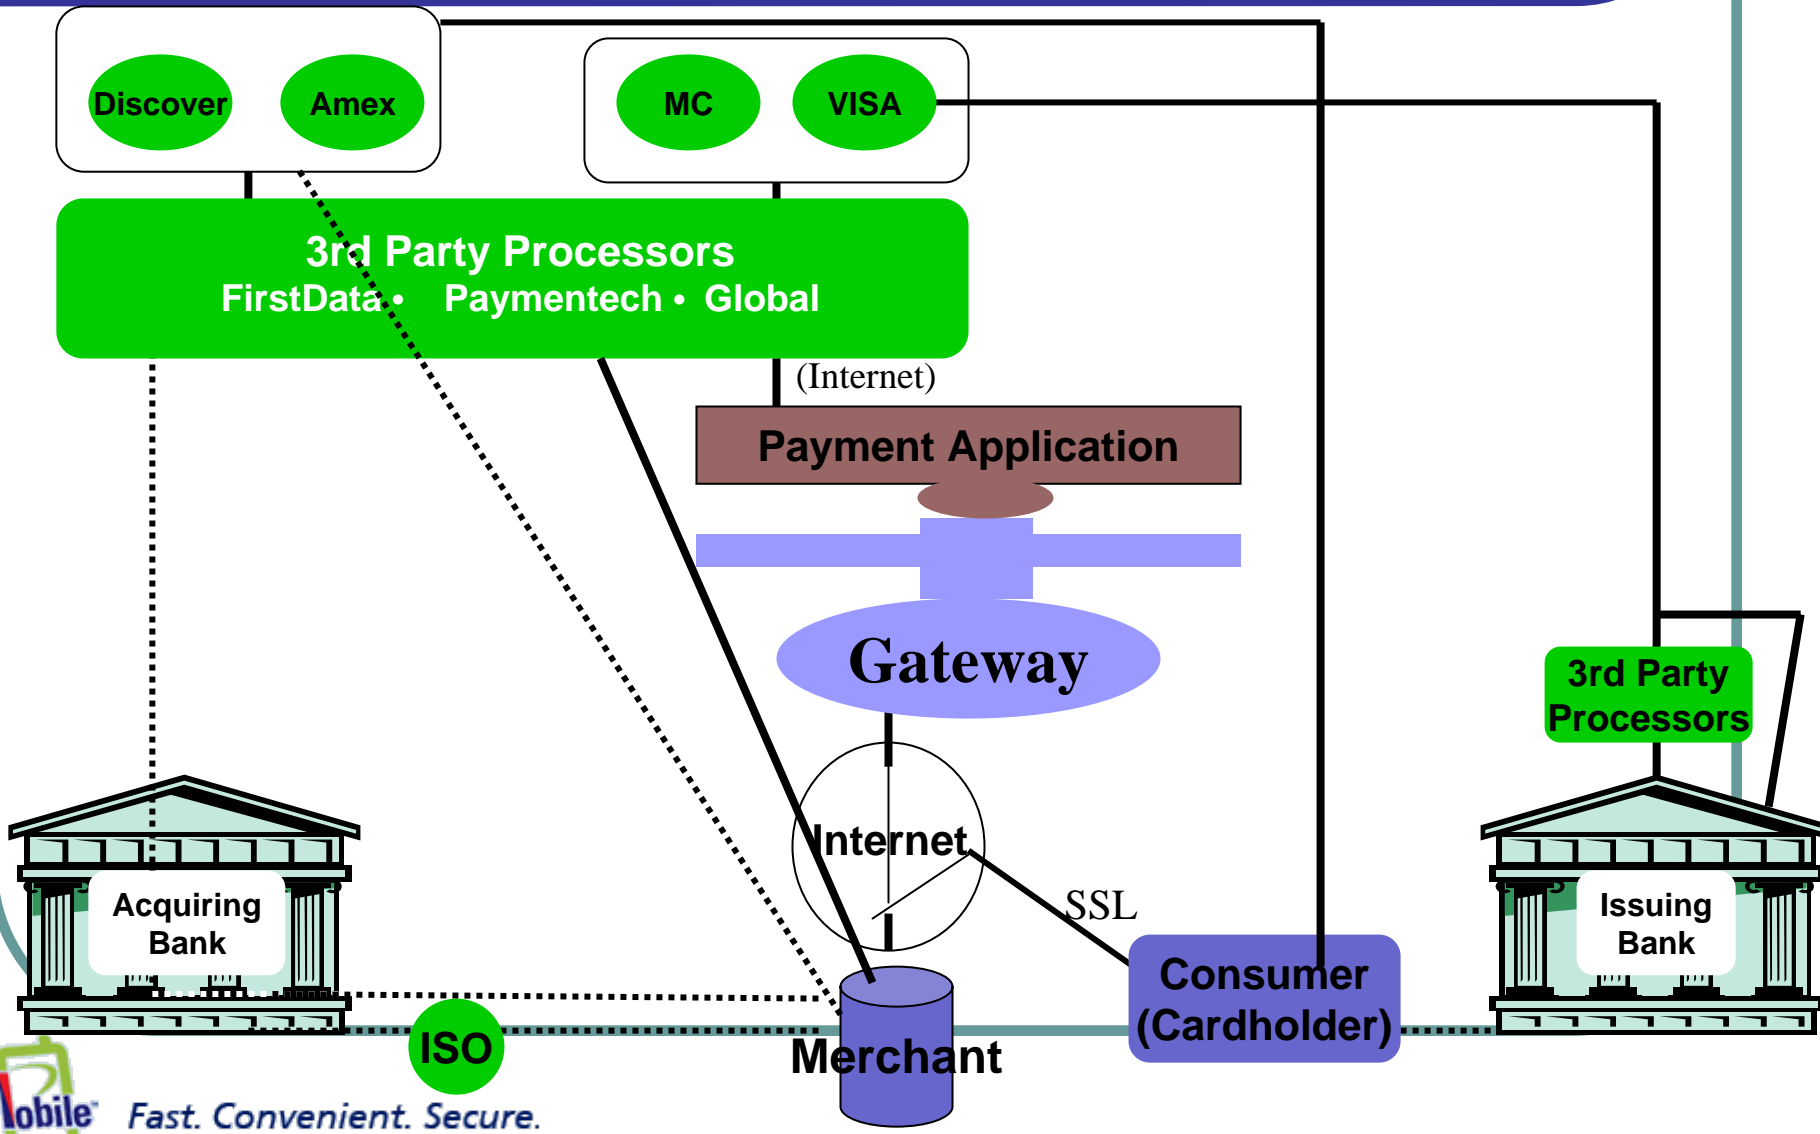 Discover
Amex
MC
VISA
3rd Party Processors
FirstData • Paymentech • Global
(Internet)
Payment Application
Gateway
3rd Party
Processors
Internet
SSL
Acquiring
Bank
Issuing
Bank
Consumer
(Cardholder)
ISO
Merchant
obile™
Fast. Convenient. Secure.